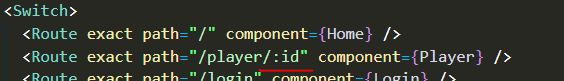 <Switch>
<Route exact path="/" component={Home} />
<Route exact path="/player/:id" component={Player} />
<Route exact path="/login" component={Login} />